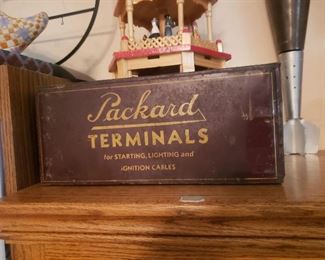 Packard
TERMINALS
for STARTING, LIGHTING and
IGNITION CABLES